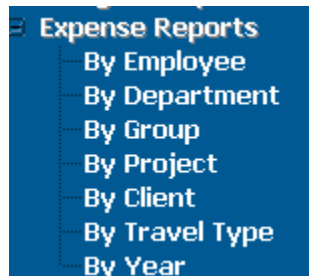 Expense Reports
By Employee
By Department
By Group
By Project
By Client
By Travel Type
By Year